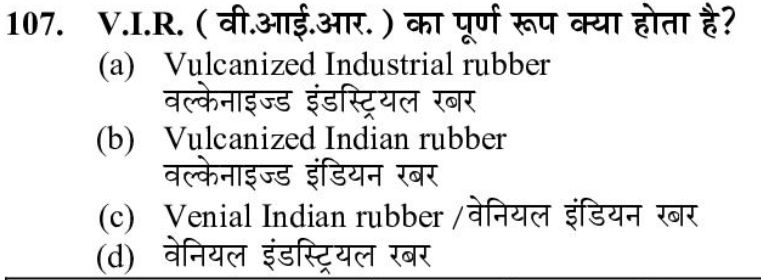 107. V.I.R. ( वी.आई.आर. ) का पूर्ण रूप क्या होता है?
(a) Vulcanized Industrial rubber
वल्केनाइज्ड इंडस्ट्रियल रबर
(b) Vulcanized Indian rubber
वल्केनाइज्ड इंडियन रबर
(c) Venial Indian rubber /वेनियल इंडियन रबर
(d) वेनियल इंडस्ट्रियल रबर